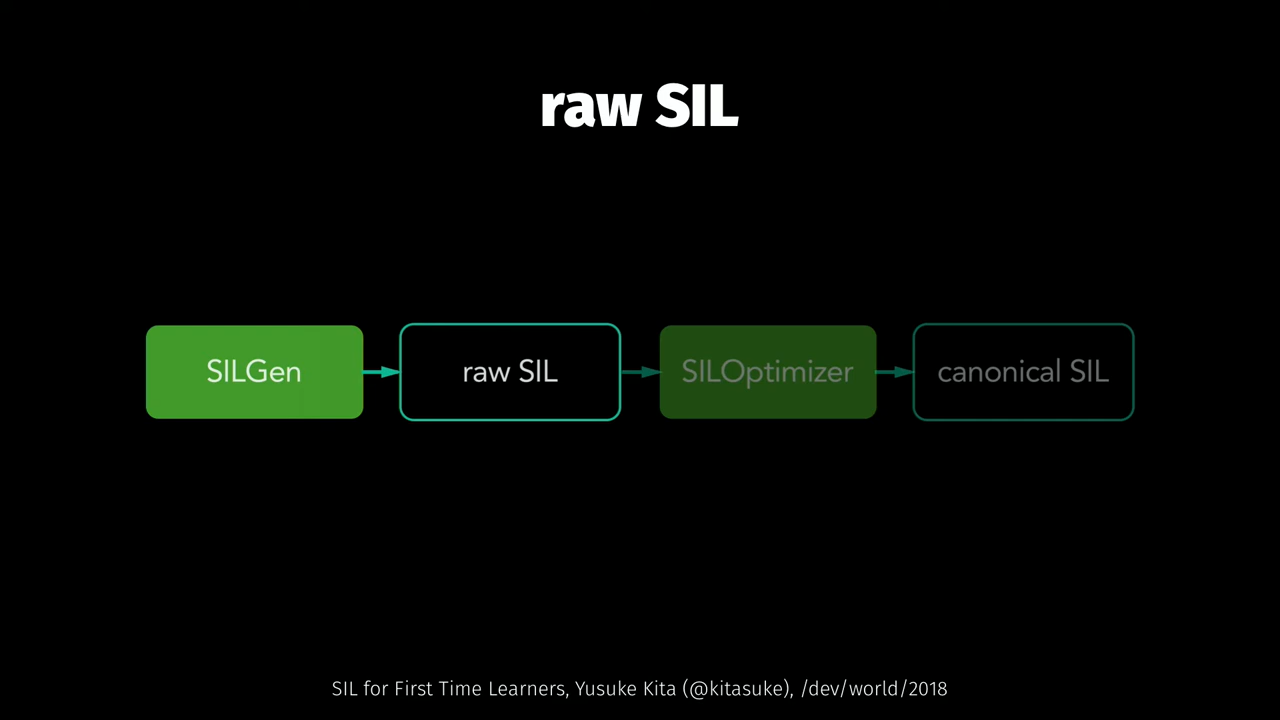 raw SIL
SILGen
raw SIL
SILOptimizer
canonical SIL
SIL for First Time Learners, Yusuke Kita (@kitasuke), /dev/world/2018